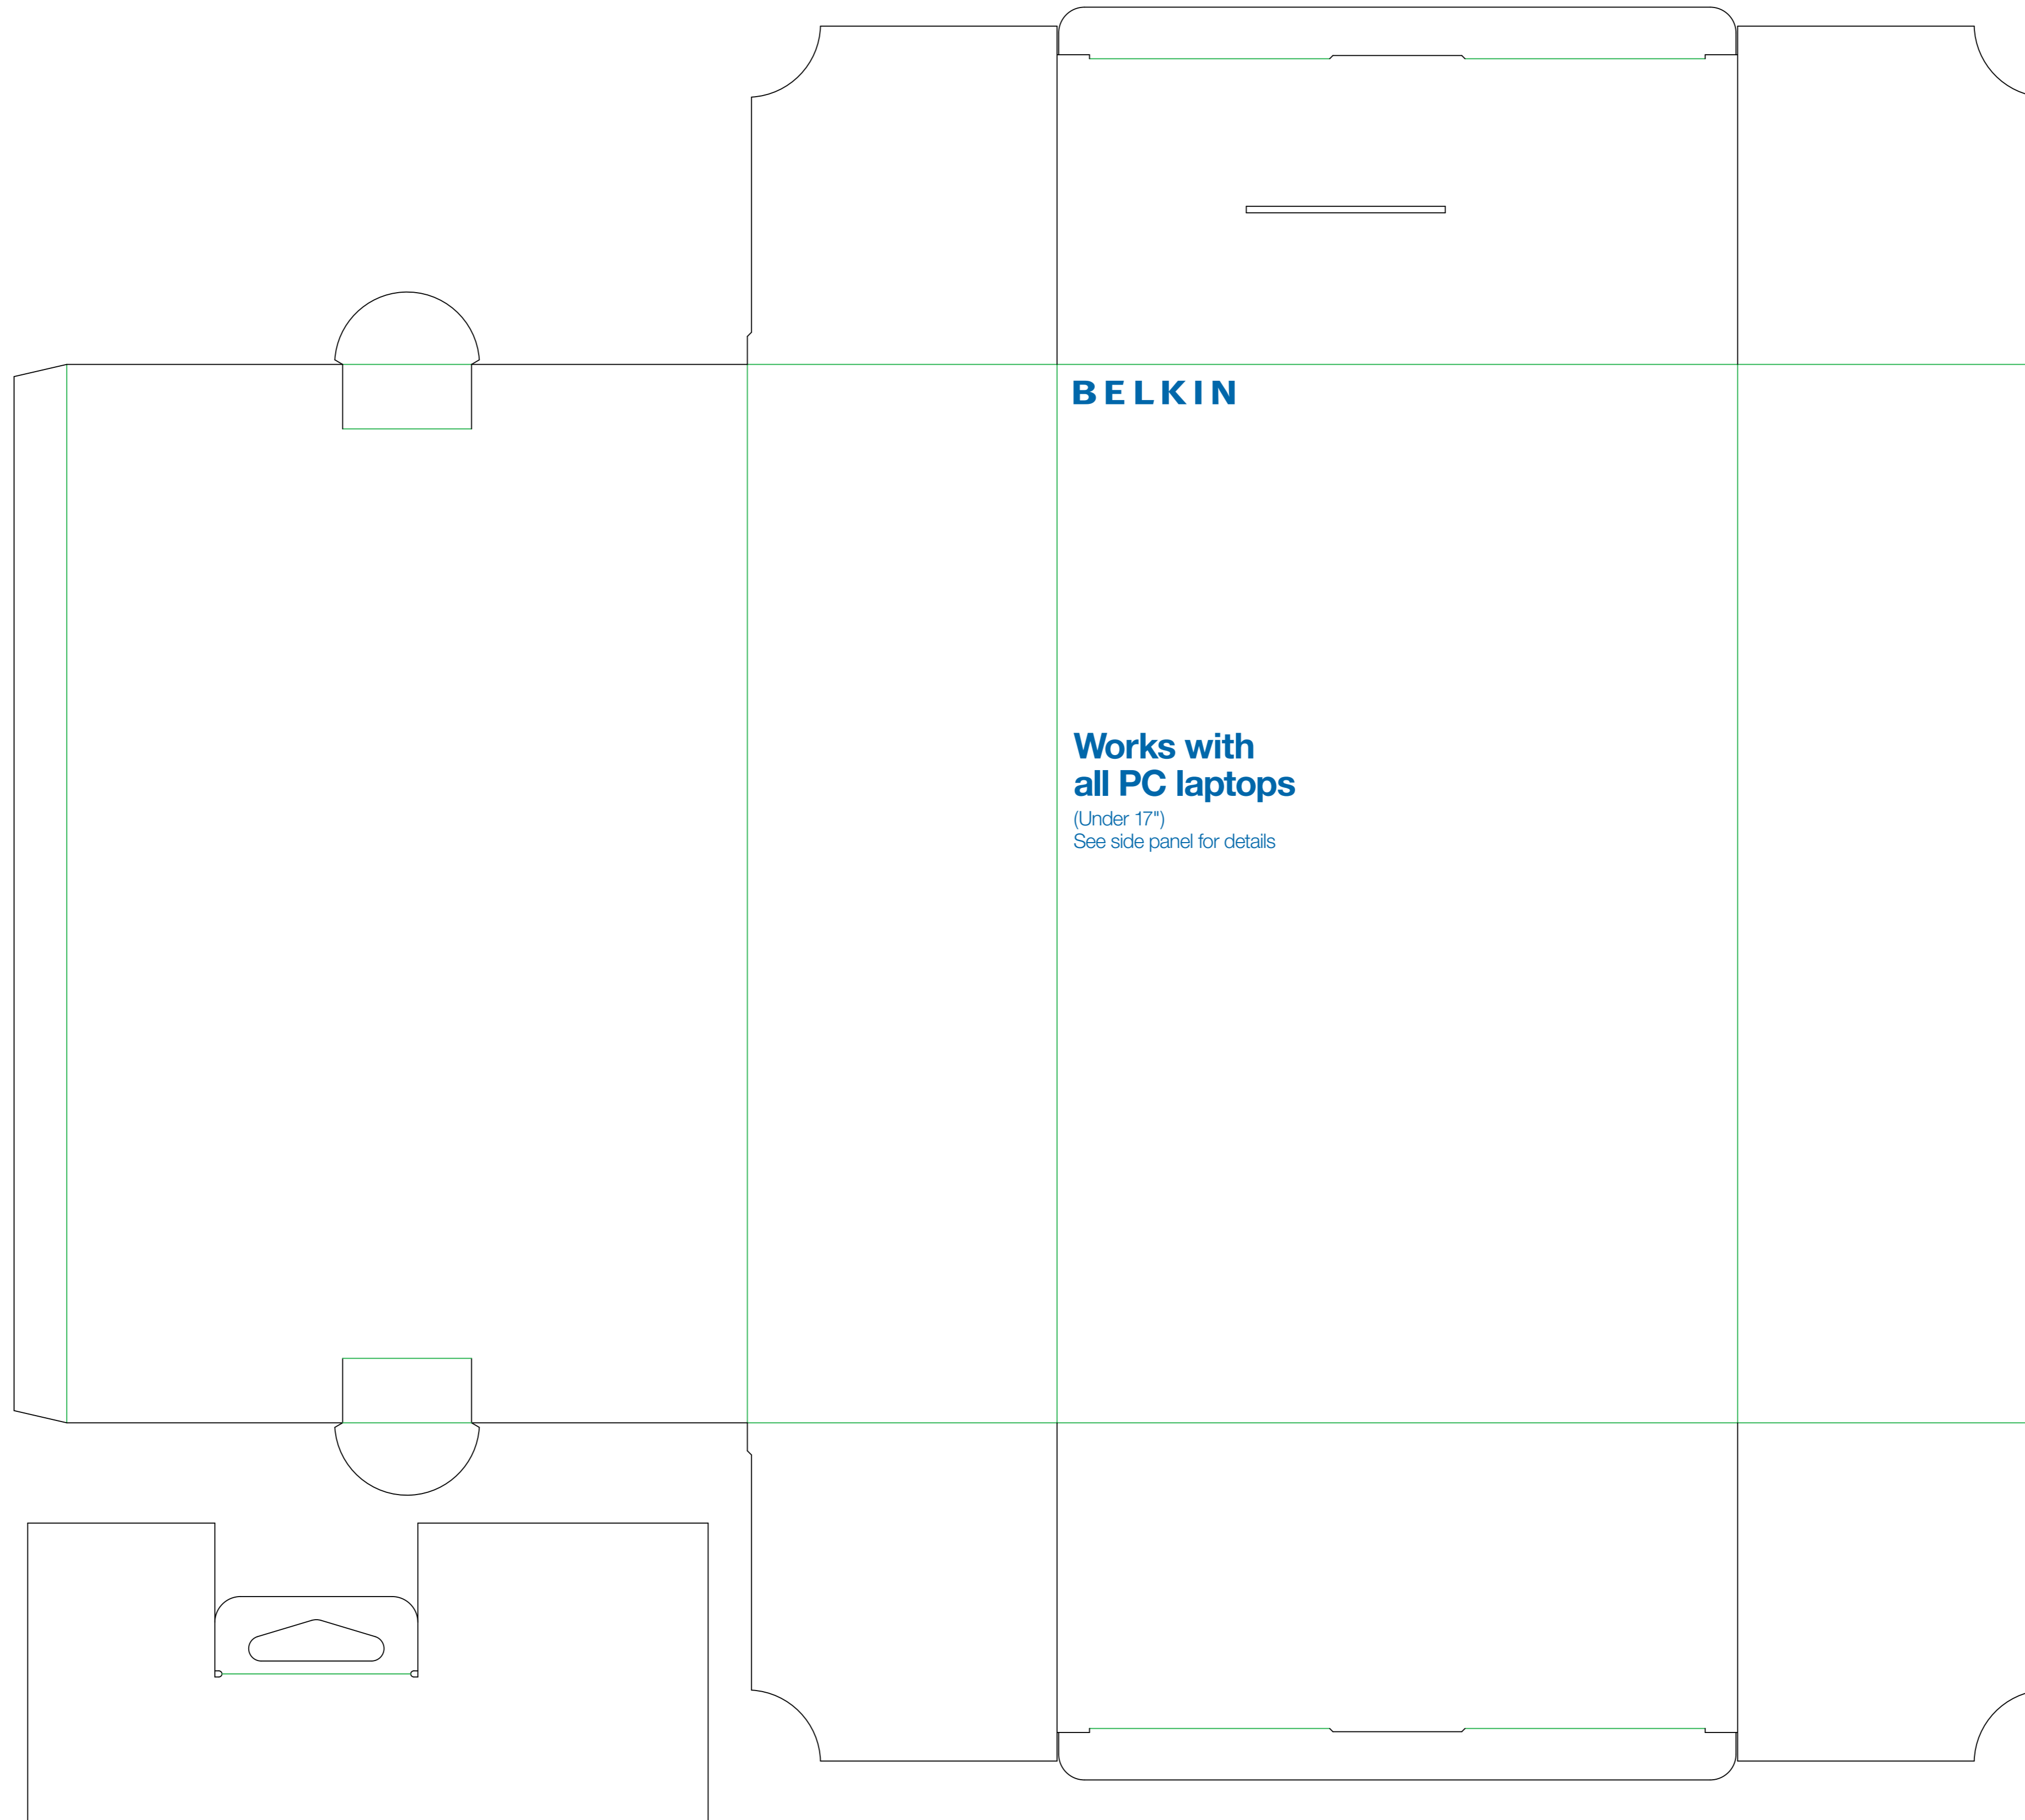 BELKIN
Works with
all PC laptops
(Under 17")
See side panel for details